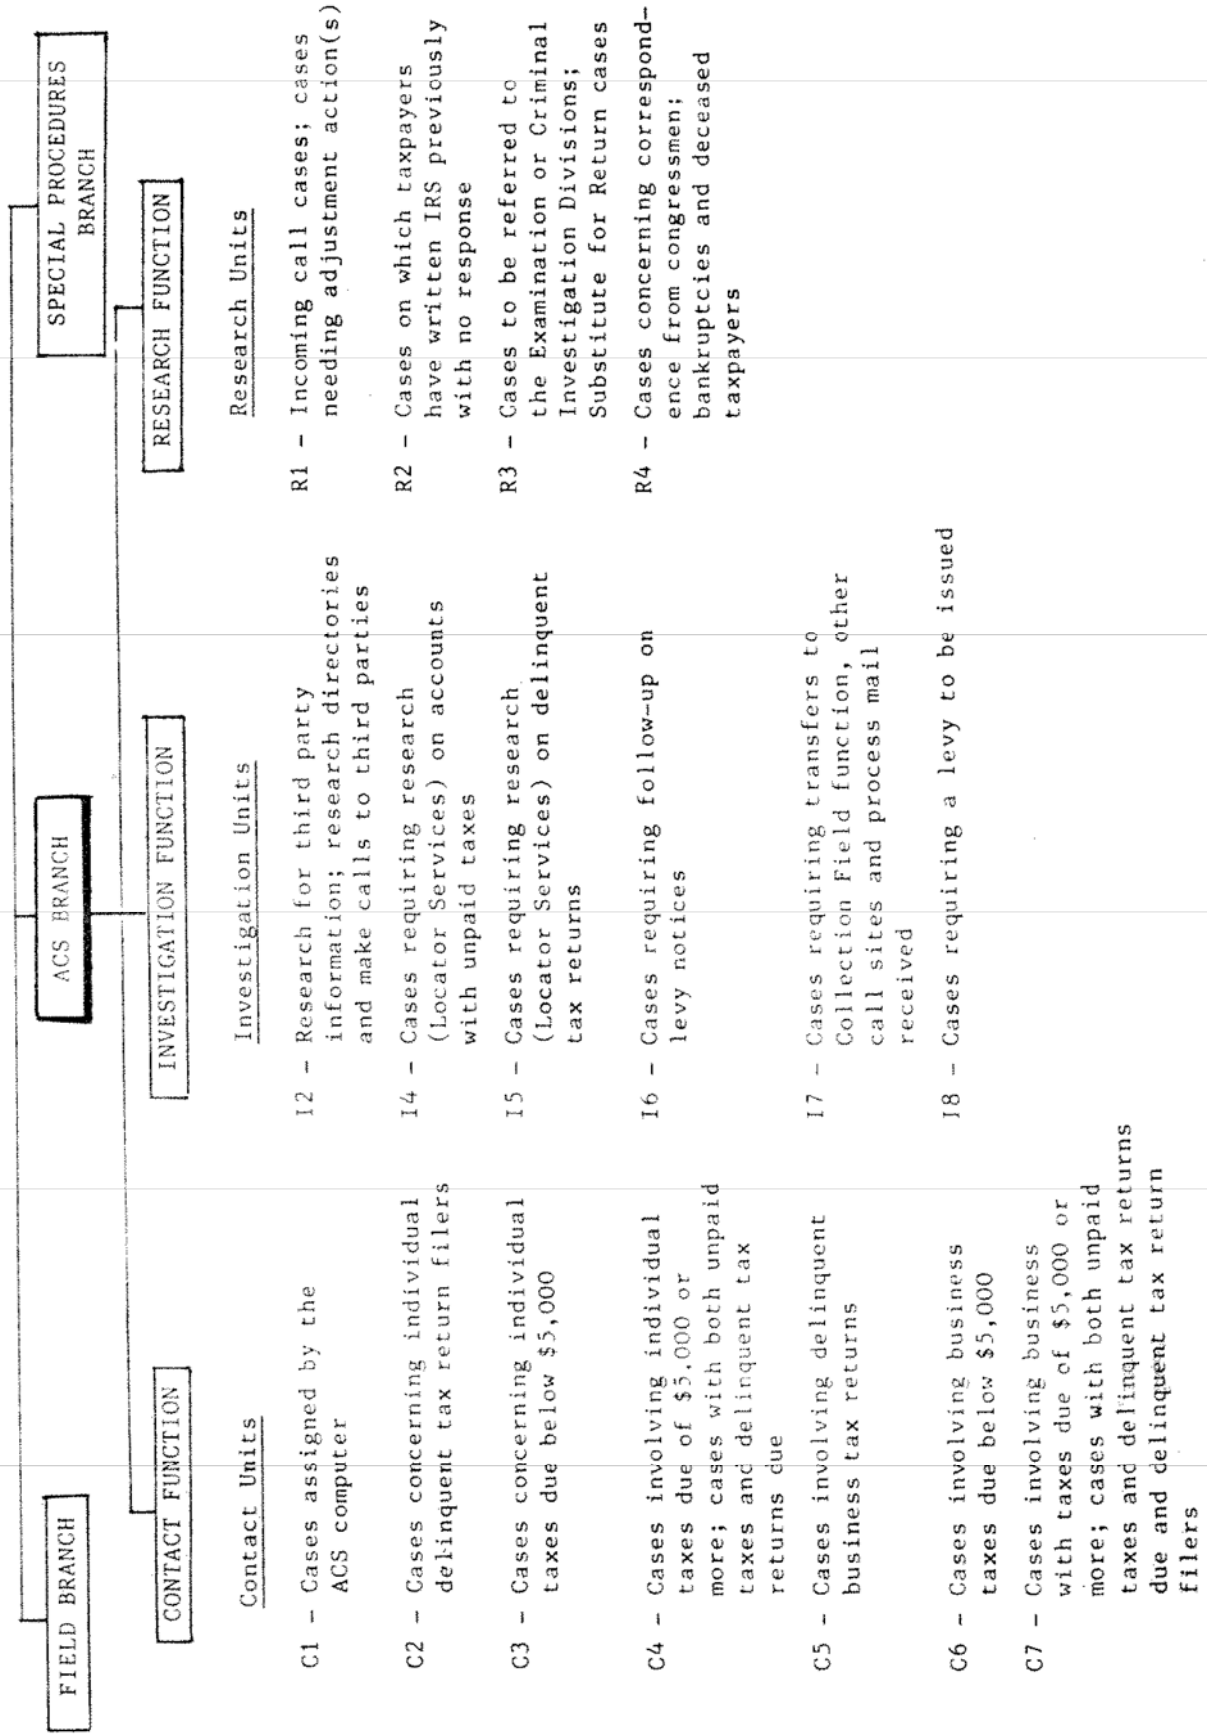 FIELD BRANCH
ACS BRANCH
SPECIAL PROCEDURES
BRANCH
CONTACT FUNCTION
INVESTIGATION FUNCTION
RESEARCH FUNCTION
Contact Units
C1 - Cases assigned by the
ACS computer
C2 - Cases concerning individual
delinquent tax return filers
C3 - Cases concerning individual
taxes due below $5,000
C4 - Cases involving individual
taxes due of $5,000 or
more; cases with both unpaid
taxes and delinquent tax
returns due
C5 - Cases involving delinquent
business tax returns
C6 - Cases involving business
taxes due below $5,000
C7 - Cases involving business
with taxes due of $5,000 or
more; cases with both unpaid
taxes and delinquent tax returns
due and delinquent tax return
filers
Investigation Units
I2 - Research for third party
information; research directories
and make calls to third parties
I4 - Cases requiring research
(Locator Services) on accounts
with unpaid taxes
I5 - Cases requiring research
(Locator Services) on delinquent
tax returns
I6 - Cases requiring follow-up on
levy notices
I7 - Cases requiring transfers to
Collection Field function, other
call sites and process mail
received
I8 - Cases requiring a levy to be issued
Research Units
R1 - Incoming call cases; cases
needing adjustment action(s)
R2 - Cases on which taxpayers
have written IRS previously
with no response
R3 - Cases to be referred to
the Examination or Criminal
Investigation Divisions;
Substitute for Return cases
R4 - Cases concerning correspond-
ence from congressmen;
bankruptcies and deceased
taxpayers